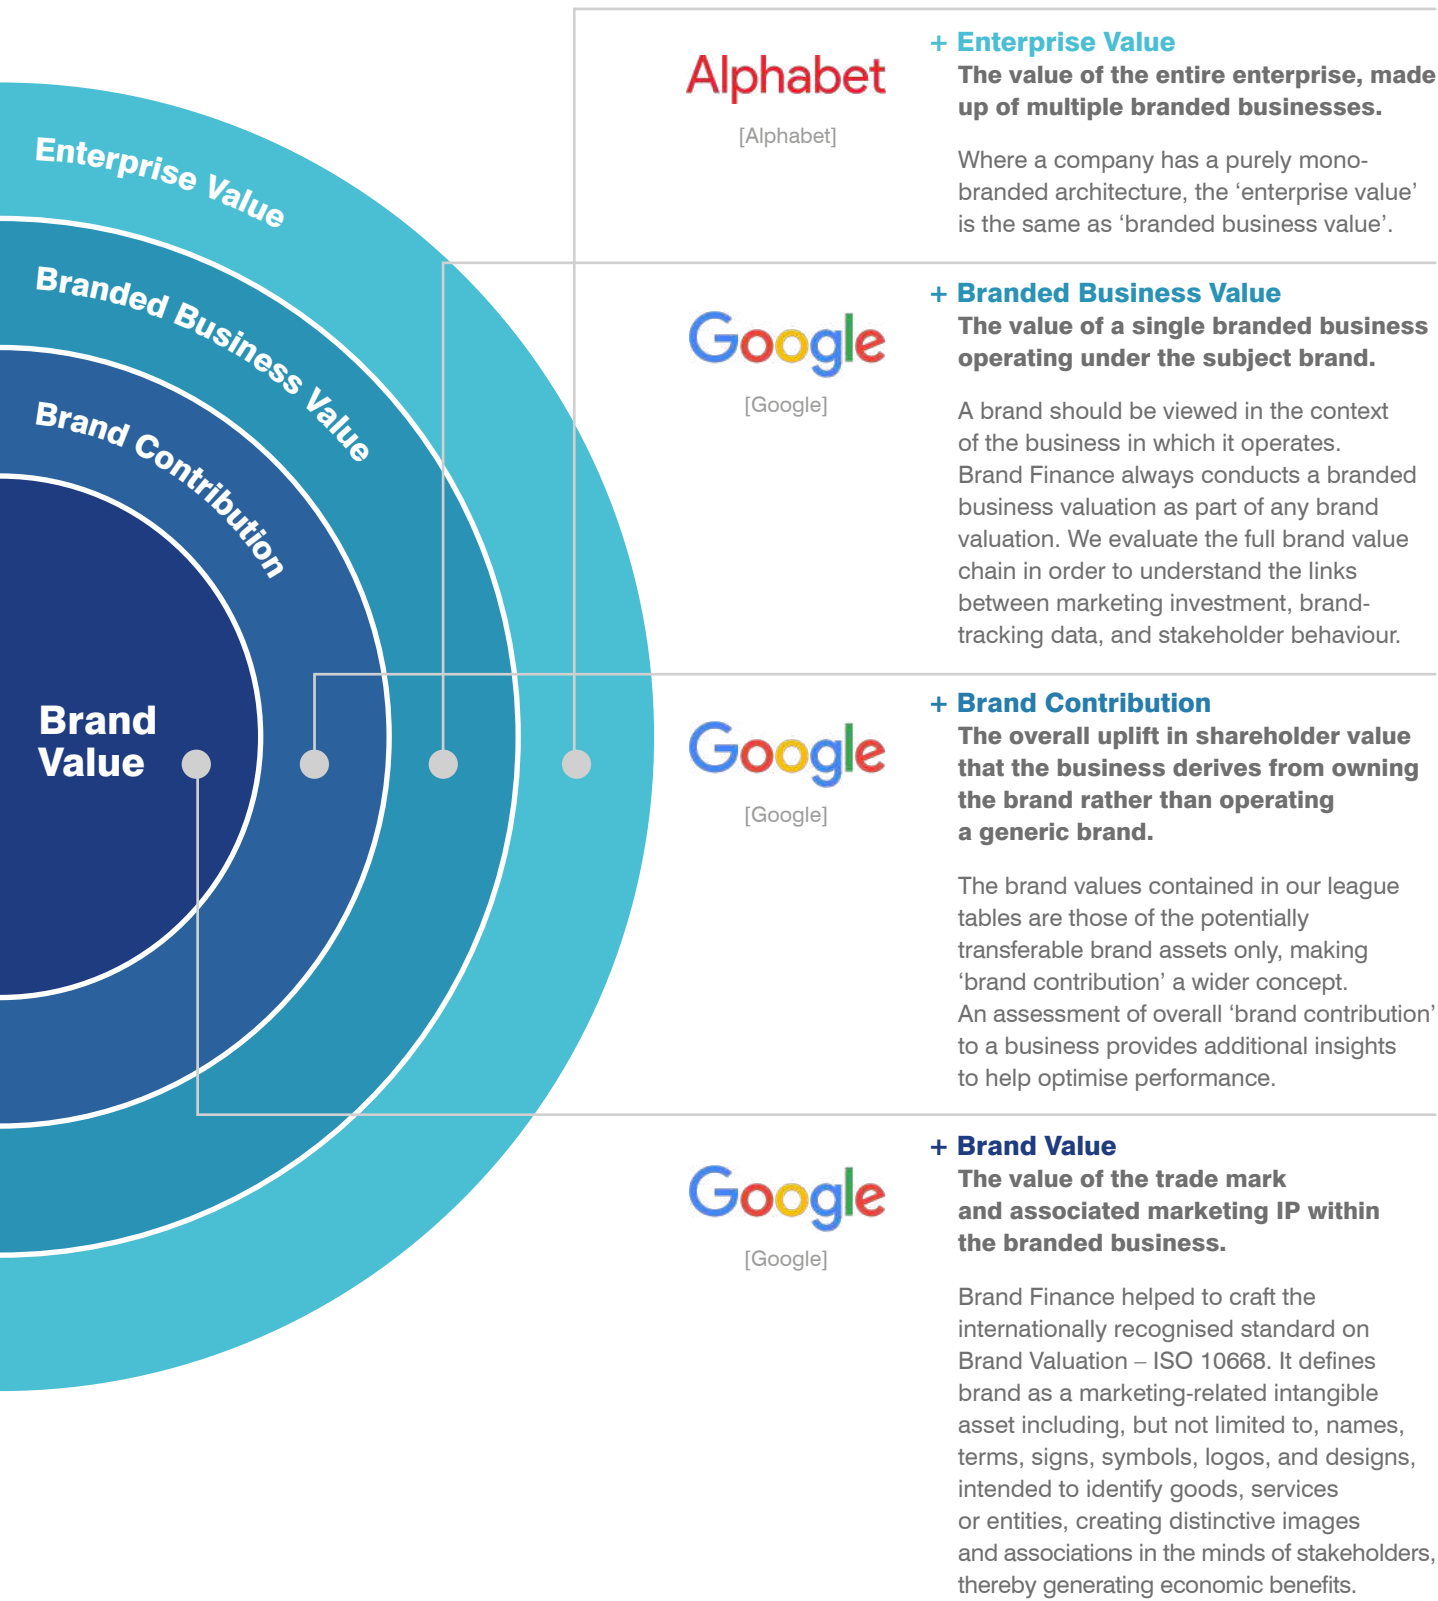 Enterprise Value
Branded Business Value
Brand Contribution
Brand
Value
Alphabet
[Alphabet]
+ Enterprise Value
The value of the entire enterprise, made
up of multiple branded businesses.
Where a company has a purely mono-
branded architecture, the ‘enterprise value’
is the same as ‘branded business value’.
Google
[Google]
+ Branded Business Value
The value of a single branded business
operating under the subject brand.
A brand should be viewed in the context
of the business in which it operates.
Brand Finance always conducts a branded
business valuation as part of any brand
valuation. We evaluate the full brand value
chain in order to understand the links
between marketing investment, brand-
tracking data, and stakeholder behaviour.
Google
[Google]
+ Brand Contribution
The overall uplift in shareholder value
that the business derives from owning
the brand rather than operating
a generic brand.
The brand values contained in our league
tables are those of the potentially
transferable brand assets only, making
‘brand contribution’ a wider concept.
An assessment of overall ‘brand contribution’
to a business provides additional insights
to help optimise performance.
Google
[Google]
+ Brand Value
The value of the trade mark
and associated marketing IP within
the branded business.
Brand Finance helped to craft the
internationally recognised standard on
Brand Valuation – ISO 10668. It defines
brand as a marketing-related intangible
asset including, but not limited to, names,
terms, signs, symbols, logos, and designs,
intended to identify goods, services
or entities, creating distinctive images
and associations in the minds of stakeholders,
thereby generating economic benefits.